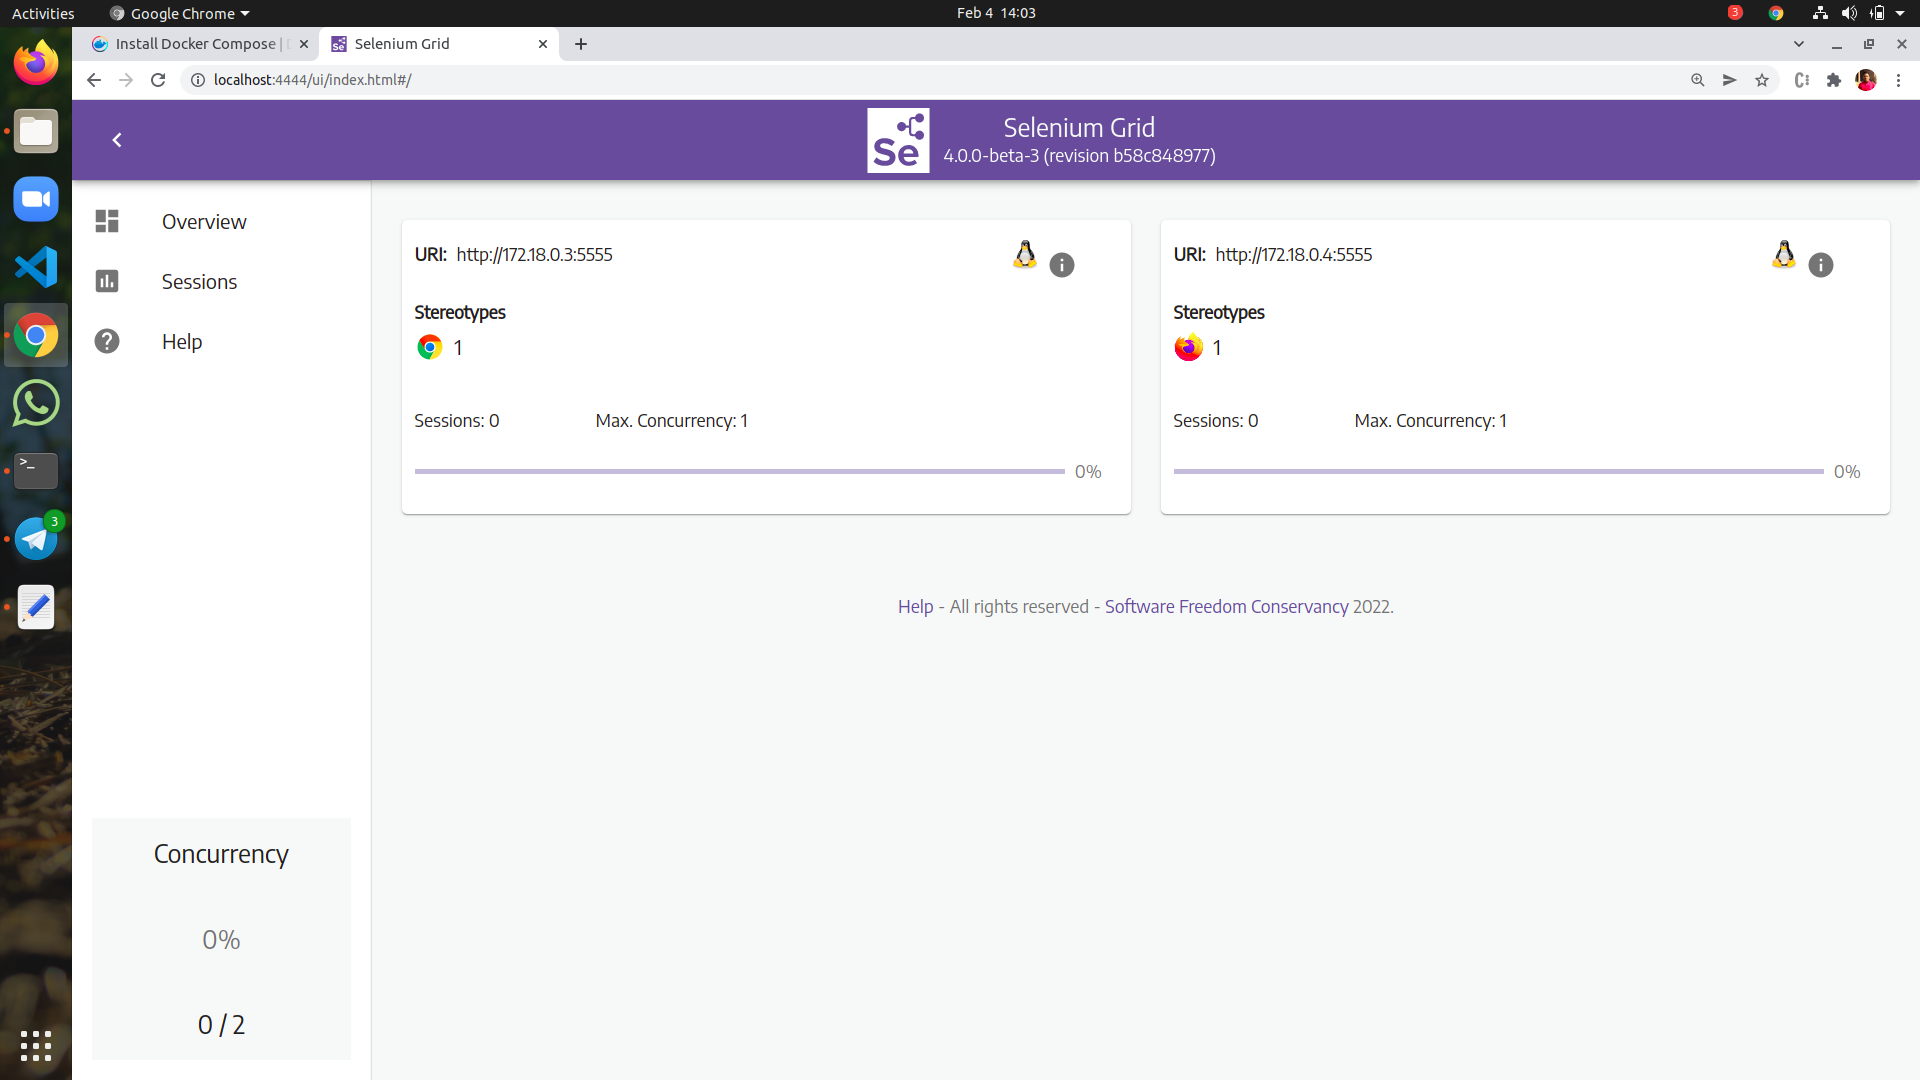 Activities
Google Chrome
Feb 4 14:03
3
Install Docker Compose |
Selenium Grid
localhost:4444/ui/index.html#/
Se
Selenium Grid
4.0.0-beta-3 (revision b58c848977)
Overview
Sessions
Help
URI: http://172.18.0.3:5555
Stereotypes
1
Sessions: 0
Max. Concurrency: 1
0%
URI: http://172.18.0.4:5555
Stereotypes
1
Sessions: 0
Max. Concurrency: 1
0%
Help - All rights reserved - Software Freedom Conservancy 2022.
Concurrency
0%
0 / 2
>_
3